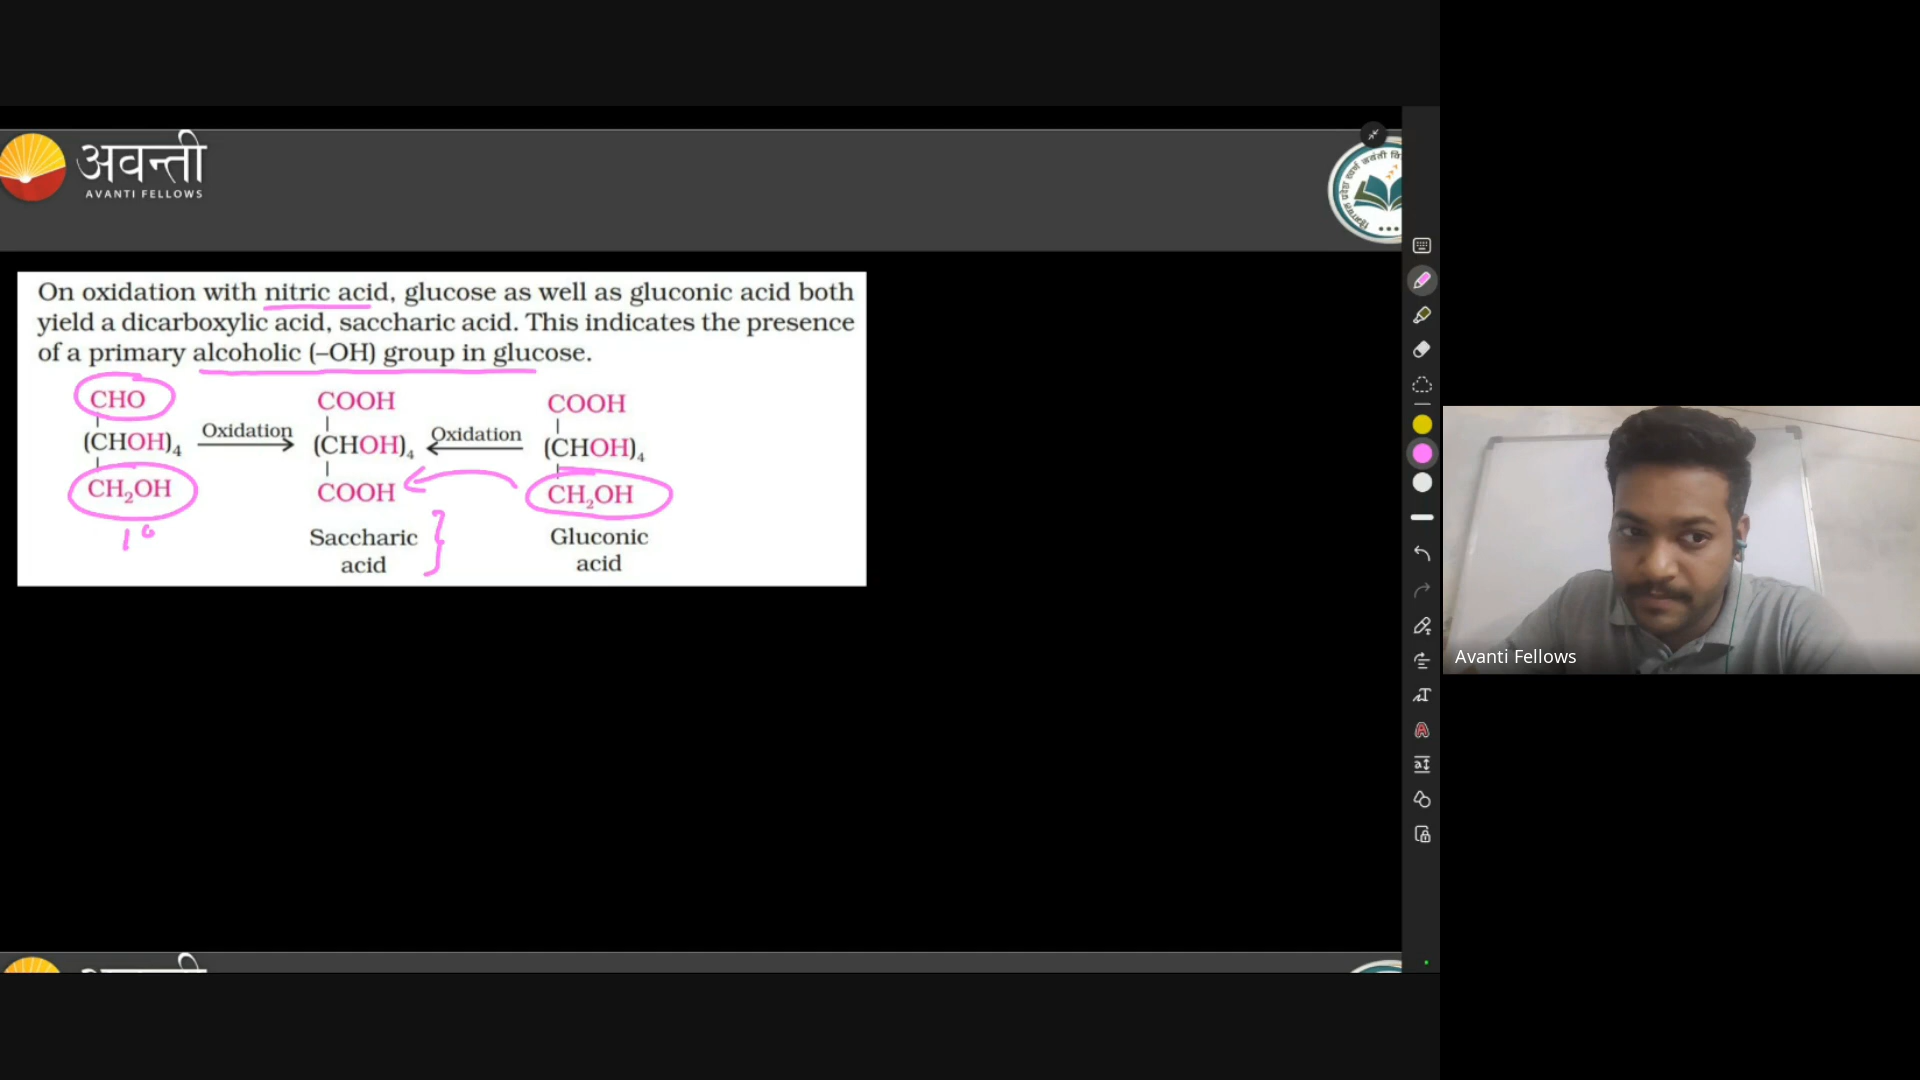 अवन्ती
AVANTI FELLOWS
On oxidation with nitric acid, glucose as well as gluconic acid both
yield a dicarboxylic acid, saccharic acid. This indicates the presence
of a primary alcoholic (–OH) group in glucose.
CHO
(CHOH)₄
CH₂OH
1°
Oxidation
COOH
(CHOH)₄
COOH
Saccharic
acid
Oxidation
COOH
(CHOH)₄
CH₂OH
Gluconic
acid
Avanti Fellows